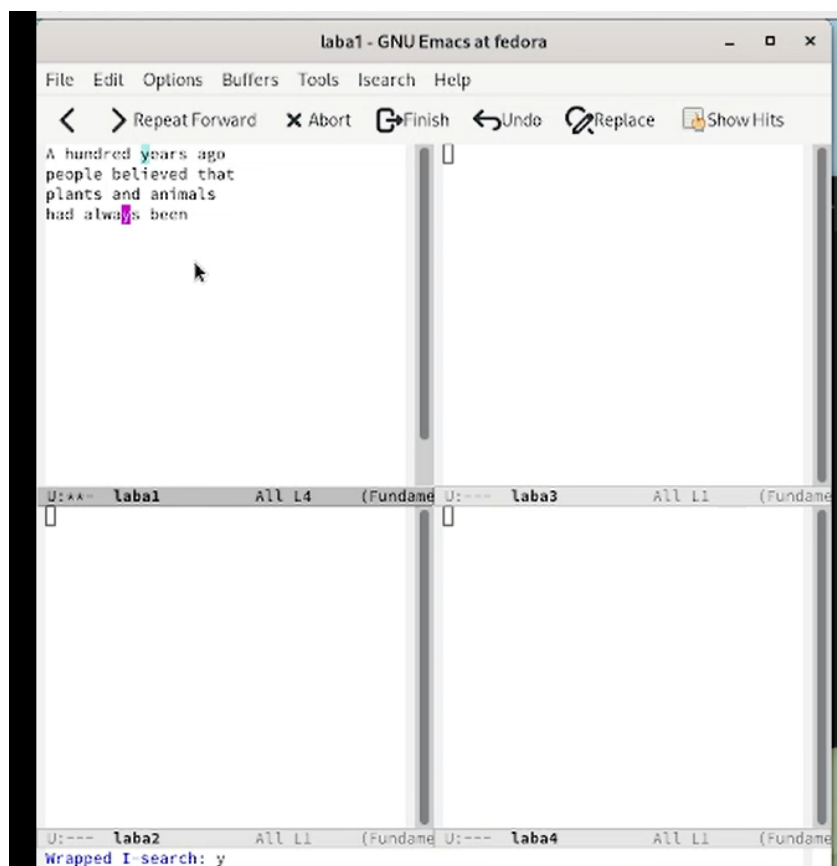 laba1 - GNU Emacs at fedora
File Edit Options Buffers Tools Isearch Help
Repeat Forward Abort Finish Undo Replace Show Hits
A hundred years ago
people believed that
plants and animals
had always been
U:**- laba1 All L4 (Fundame
U:--- laba3 All L1 (Fundame
U:--- laba2 All L1 (Fundame
U:--- laba4 All L1 (Fundame
Wrapped I-search: y